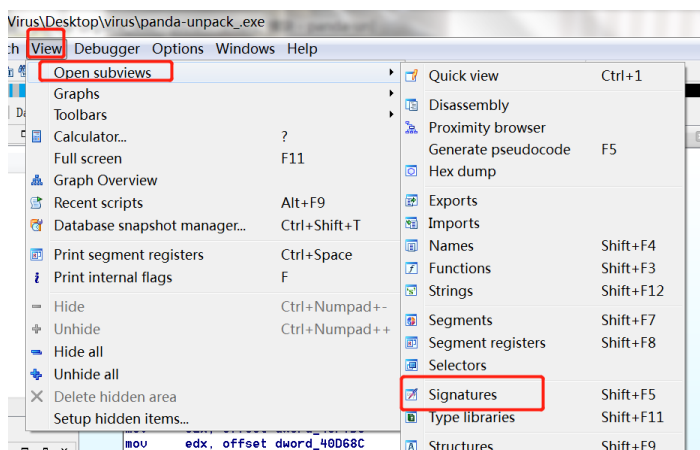 Virus\Desktop\virus\panda-unpack_.exe
View Debugger Options Windows Help
Open subviews
Graphs
Toolbars
Calculator... ?
Full screen F11
Graph Overview
Recent scripts Alt+F9
Database snapshot manager... Ctrl+Shift+T
Print segment registers Ctrl+Space
Print internal flags F
Hide Ctrl+Numpad+-
Unhide Ctrl+Numpad++
Hide all
Unhide all
Delete hidden area
Setup hidden items...
Quick view Ctrl+1
Disassembly
Proximity browser
Generate pseudocode F5
Hex dump
Exports
Imports
Names Shift+F4
Functions Shift+F3
Strings Shift+F12
Segments Shift+F7
Segment registers Shift+F8
Selectors
Signatures Shift+F5
Type libraries Shift+F11
Structures Shift+F9
mov edx, offset dword_40D68C